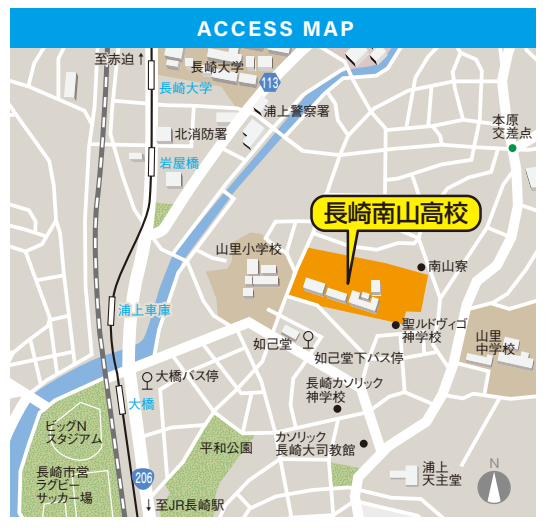 ACCESS MAP
至赤迫↑
長崎大学
113
長崎大学
浦上警察署
北消防署
本原
交差点
岩屋橋
長崎南山高校
山里小学校
南山寮
浦上車庫
聖ルドヴィゴ
神学校
山里
中学校
如己堂
如己堂下バス停
大橋バス停
長崎カソリック
神学校
大橋
ビッグN
スタジアム
平和公園
カソリック
長崎大司教館
長崎市営
ラグビー
サッカー場
206
浦上
天主堂
N
↓至JR長崎駅